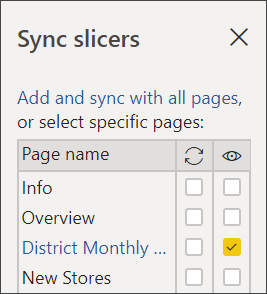 Sync slicers
Add and sync with all pages,
or select specific pages:
Page name
Info
Overview
District Monthly ...
New Stores